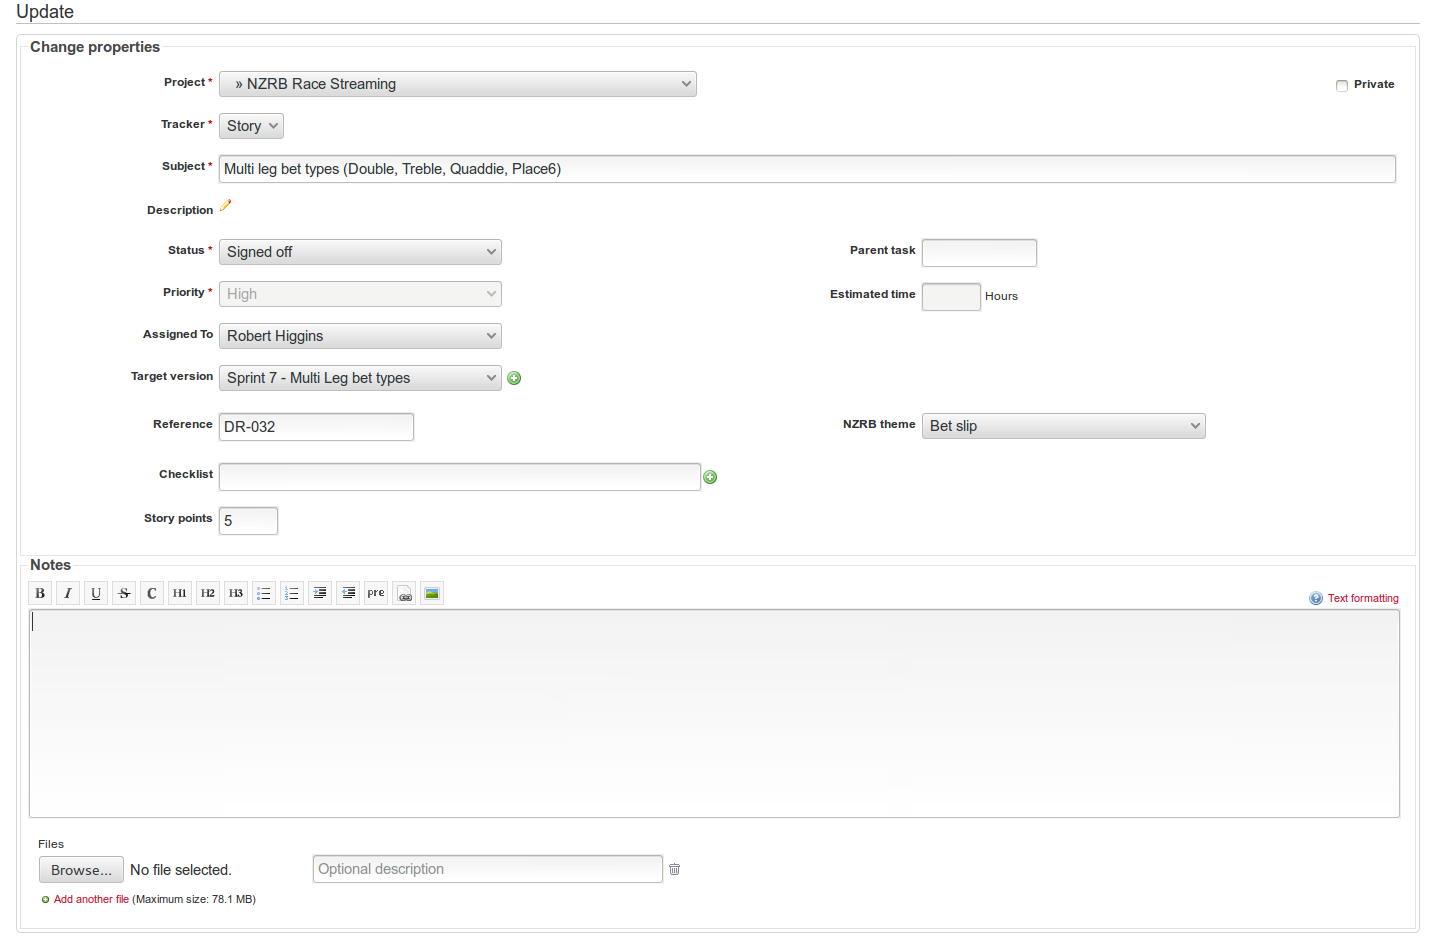 Update
Change properties
Project * » NZRB Race Streaming Private
Tracker * Story
Subject * Multi leg bet types (Double, Treble, Quaddie, Place6)
Description
Status * Signed off Parent task
Priority * High Estimated time Hours
Assigned To Robert Higgins
Target version Sprint 7 - Multi Leg bet types
Reference DR-032 NZRB theme Bet slip
Checklist
Story points 5
Notes
B I U S C H1 H2 H3 pre Text formatting
Files
Browse... No file selected. Optional description
Add another file (Maximum size: 78.1 MB)